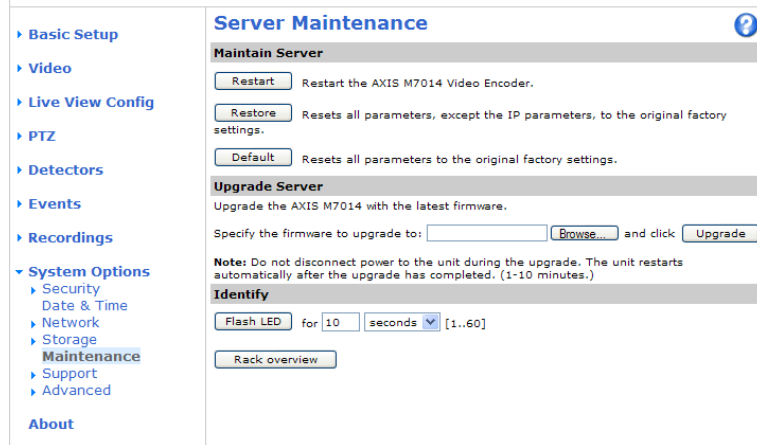 Basic Setup
Video
Live View Config
PTZ
Detectors
Events
Recordings
System Options
Security
Date & Time
Network
Storage
Maintenance
Support
Advanced
About
Server Maintenance
?
Maintain Server
Restart Restart the AXIS M7014 Video Encoder.
Restore Resets all parameters, except the IP parameters, to the original factory
settings.
Default Resets all parameters to the original factory settings.
Upgrade Server
Upgrade the AXIS M7014 with the latest firmware.
Specify the firmware to upgrade to: Browse... and click Upgrade
Note: Do not disconnect power to the unit during the upgrade. The unit restarts
automatically after the upgrade has completed. (1-10 minutes.)
Identify
Flash LED for 10 seconds [1..60]
Rack overview